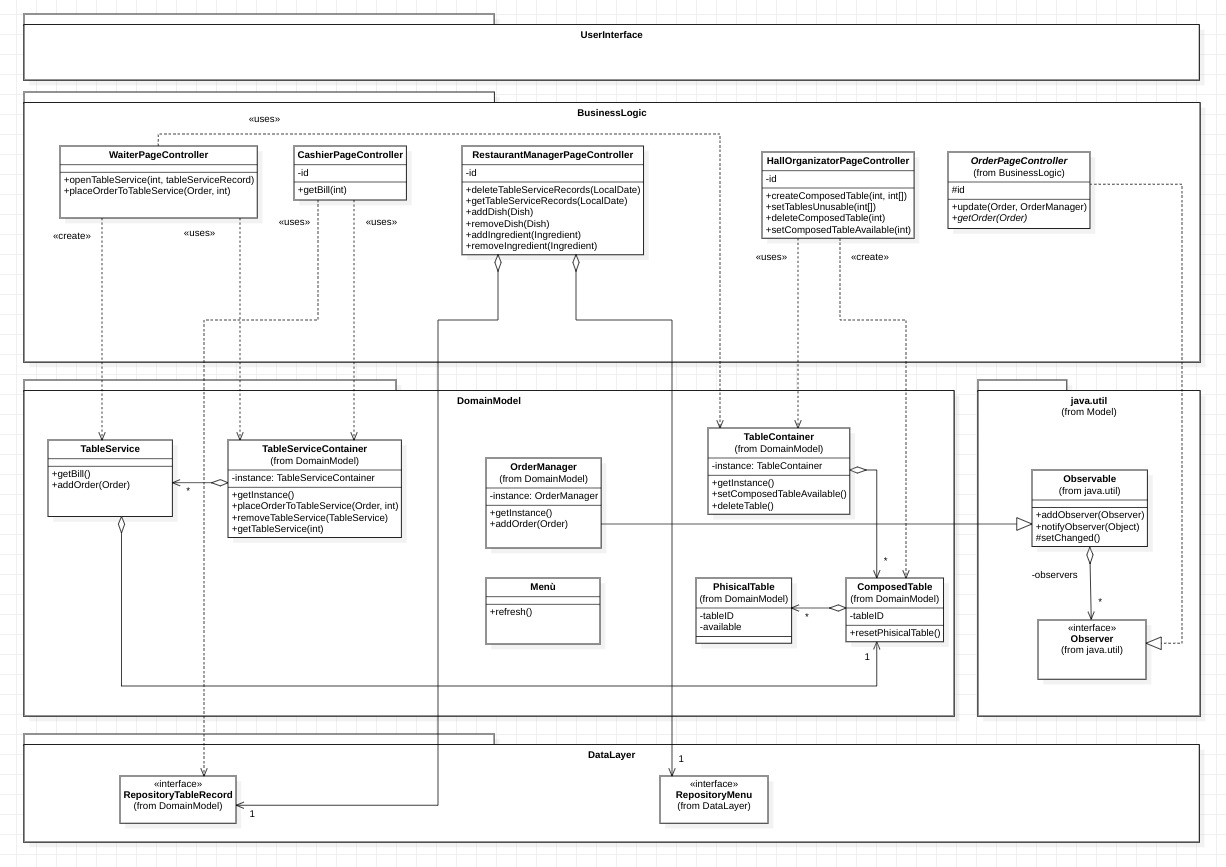 UserInterface
BusinessLogic
«uses»
WaiterPageController
+openTableService(int, tableServiceRecord)
+placeOrderToTableService(Order, int)
CashierPageController
-id
+getBill(int)
RestaurantManagerPageController
-id
+deleteTableServiceRecords(LocalDate)
+getTableServiceRecords(LocalDate)
+addDish(Dish)
+removeDish(Dish)
+addIngredient(Ingredient)
+removeIngredient(Ingredient)
HallOrganizatorPageController
-id
+createComposedTable(int, int[])
+setTablesUnusable(int[])
+deleteComposedTable(int)
+setComposedTableAvailable(int)
OrderPageController
(from BusinessLogic)
#id
+update(Order, OrderManager)
+getOrder(Order)
«create»
«uses»
«uses»
«uses»
«uses»
«create»
DomainModel
java.util
(from Model)
TableService
+getBill()
+addOrder(Order)
*
TableServiceContainer
(from DomainModel)
-instance: TableServiceContainer
+getInstance()
+placeOrderToTableService(Order, int)
+removeTableService(TableService)
+getTableService(int)
OrderManager
(from DomainModel)
-instance: OrderManager
+getInstance()
+addOrder(Order)
TableContainer
(from DomainModel)
-instance: TableContainer
+getInstance()
+setComposedTableAvailable()
+deleteTable()
*
Observable
(from java.util)
+addObserver(Observer)
+notifyObserver(Object)
#setChanged()
-observers
*
Menù
+refresh()
PhisicalTable
(from DomainModel)
-tableID
-available
*
ComposedTable
(from DomainModel)
-tableID
+resetPhisicalTable()
1
«interface»
Observer
(from java.util)
DataLayer
«interface»
RepositoryTableRecord
(from DomainModel)
1
1
«interface»
RepositoryMenu
(from DataLayer)